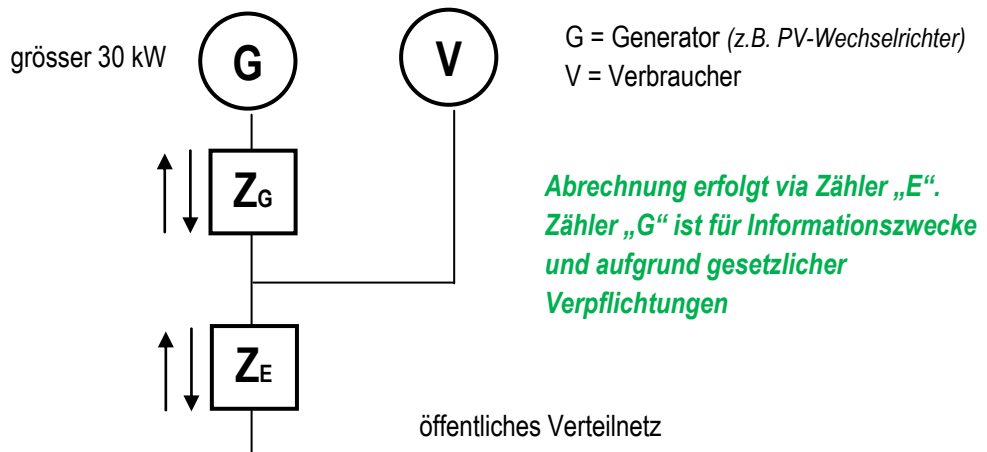 grösser 30 kW
G
V
G = Generator (z.B. PV-Wechselrichter)
V = Verbraucher
ZG
Abrechnung erfolgt via Zähler „E“.
Zähler „G“ ist für Informationszwecke
und aufgrund gesetzlicher
Verpflichtungen
ZE
öffentliches Verteilnetz